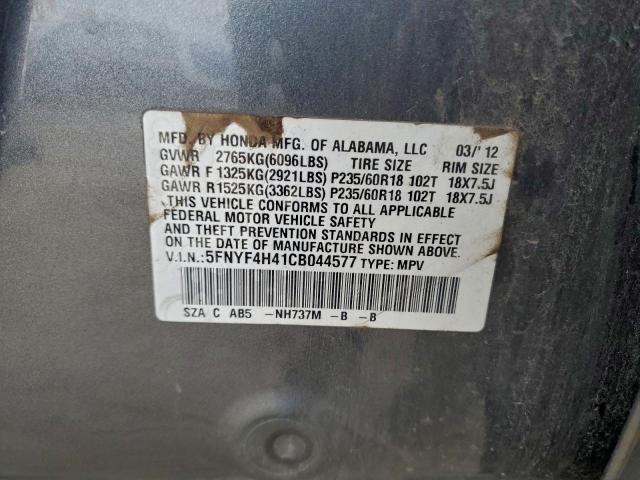 MFD. BY HONDA MFG. OF ALABAMA, LLC 03/'12
GVWR 2765KG(6096LBS) TIRE SIZE RIM SIZE
GAWR F 1325KG(2921LBS) P235/60R18 102T 18X7.5J
GAWR R 1525KG(3362LBS) P235/60R18 102T 18X7.5J
THIS VEHICLE CONFORMS TO ALL APPLICABLE
FEDERAL MOTOR VEHICLE SAFETY
AND THEFT PREVENTION STANDARDS IN EFFECT
ON THE DATE OF MANUFACTURE SHOWN ABOVE.
V.I.N.:5FNYF4H41CB044577 TYPE: MPV
SZA C AB5 -NH737M -B -B